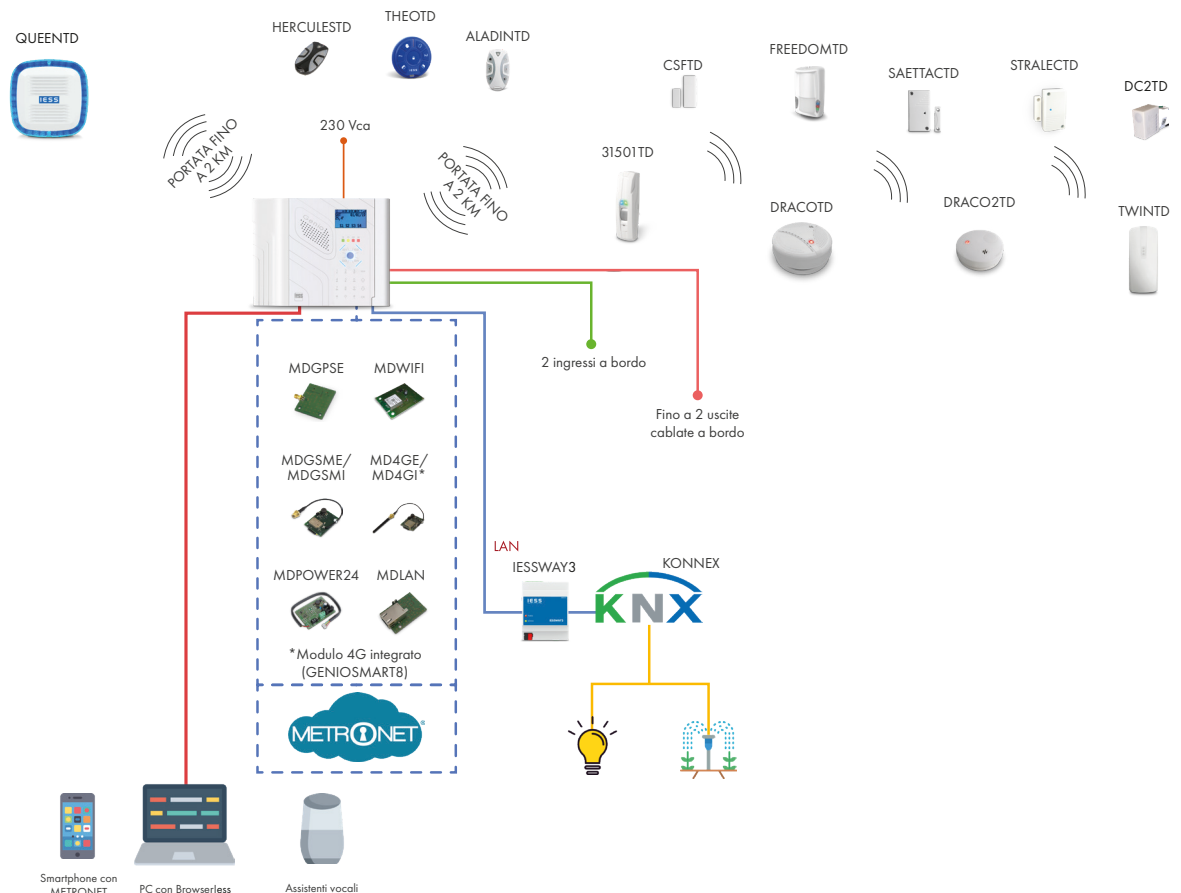 QUEENTD
HERCULESTD
THEOTD
ALADINTD
CSFTD
FREEDOMTD
SAETTACTD
STRALECTD
DC2TD
IESS
PORTATA FINO
A 2 KM
230 Vca
PORTATA FINO
A 2 KM
31501TD
DRACOTD
DRACO2TD
TWINTD
2 ingressi a bordo
Fino a 2 uscite
cablate a bordo
MDGPSE
MDWIFI
MDGSME/
MDGSMI
MD4GE/
MD4GI*
MDPOWER24
MDLAN
*Modulo 4G integrato
(GENIOSMART8)
METRONET®
LAN
IESSWAY3
IESS
KONNEX
KNX
Smartphone con
METRONET
PC con Browserless
Assistenti vocali